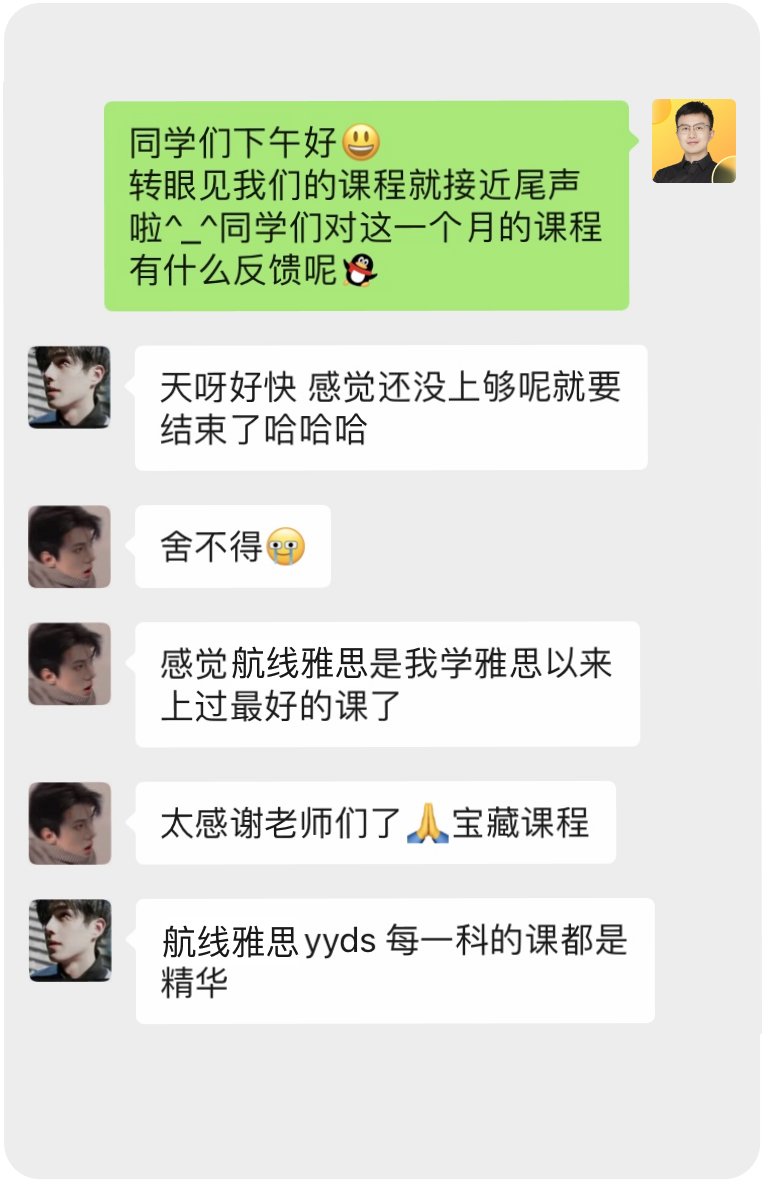 同学们下午好😃
转眼见我们的课程就接近尾声
啦^_^同学们对这一个月的课程
有什么反馈呢🐧
天呀好快 感觉还没上够呢就要
结束了哈哈哈
舍不得😭
感觉航线雅思是我学雅思以来
上过最好的课了
太感谢老师们了🙏宝藏课程
航线雅思yyds 每一科的课都是
精华